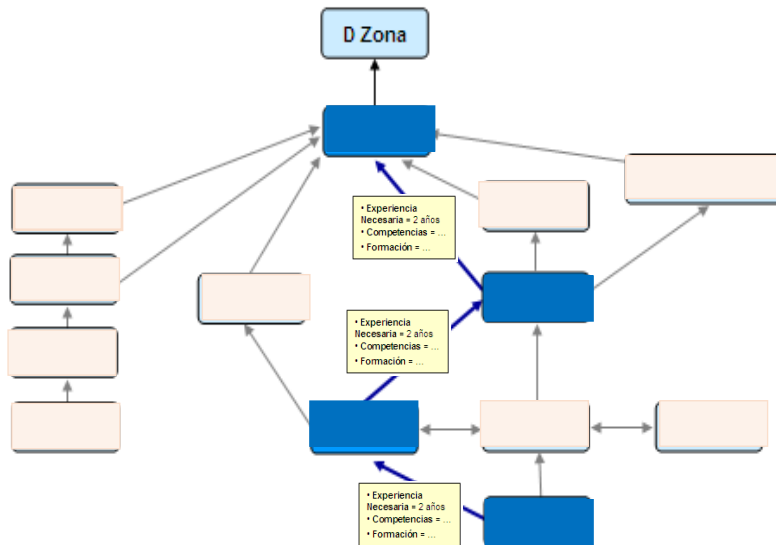 D Zona
• Experiencia
Necesaria = 2 años
• Competencias = ...
• Formación = ...
• Experiencia
Necesaria = 2 años
• Competencias = ...
• Formación = ...
• Experiencia
Necesaria = 2 años
• Competencias = ...
• Formación = ...